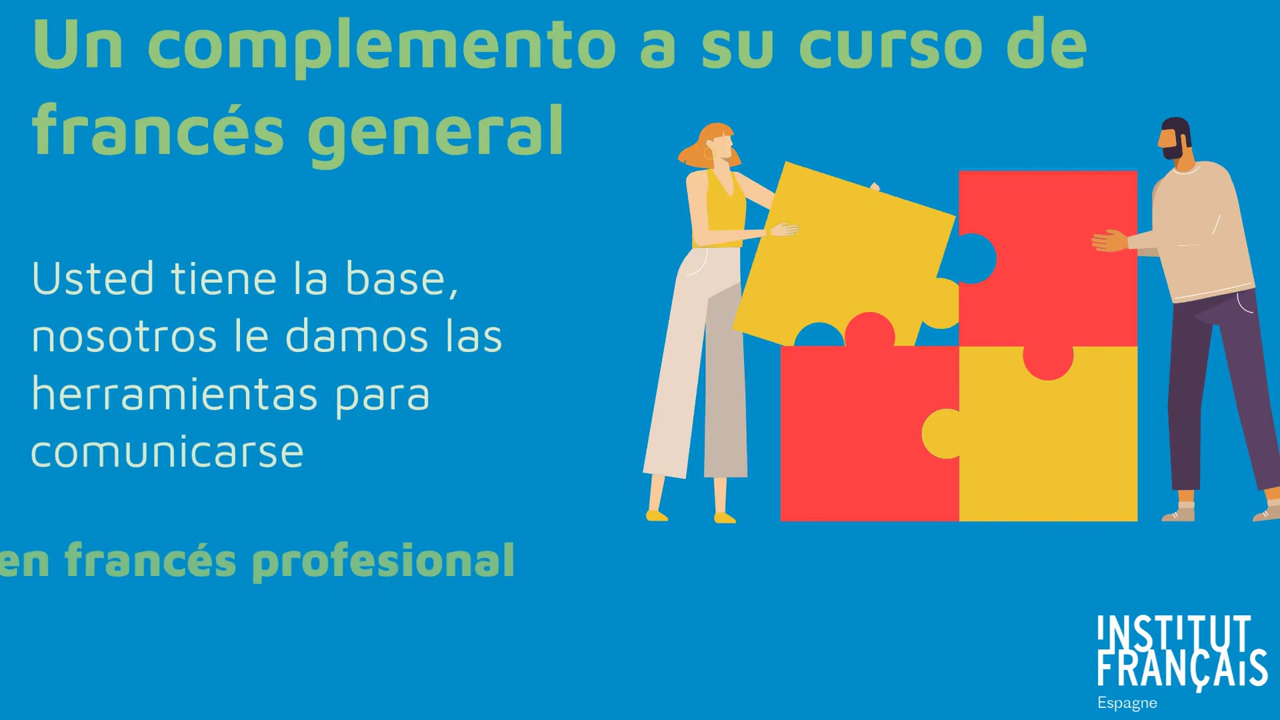 Un complemento a su curso de
francés general
Usted tiene la base,
nosotros le damos las
herramientas para
comunicarse
en francés profesional
INSTITUT
FRANÇAIS
Espagne